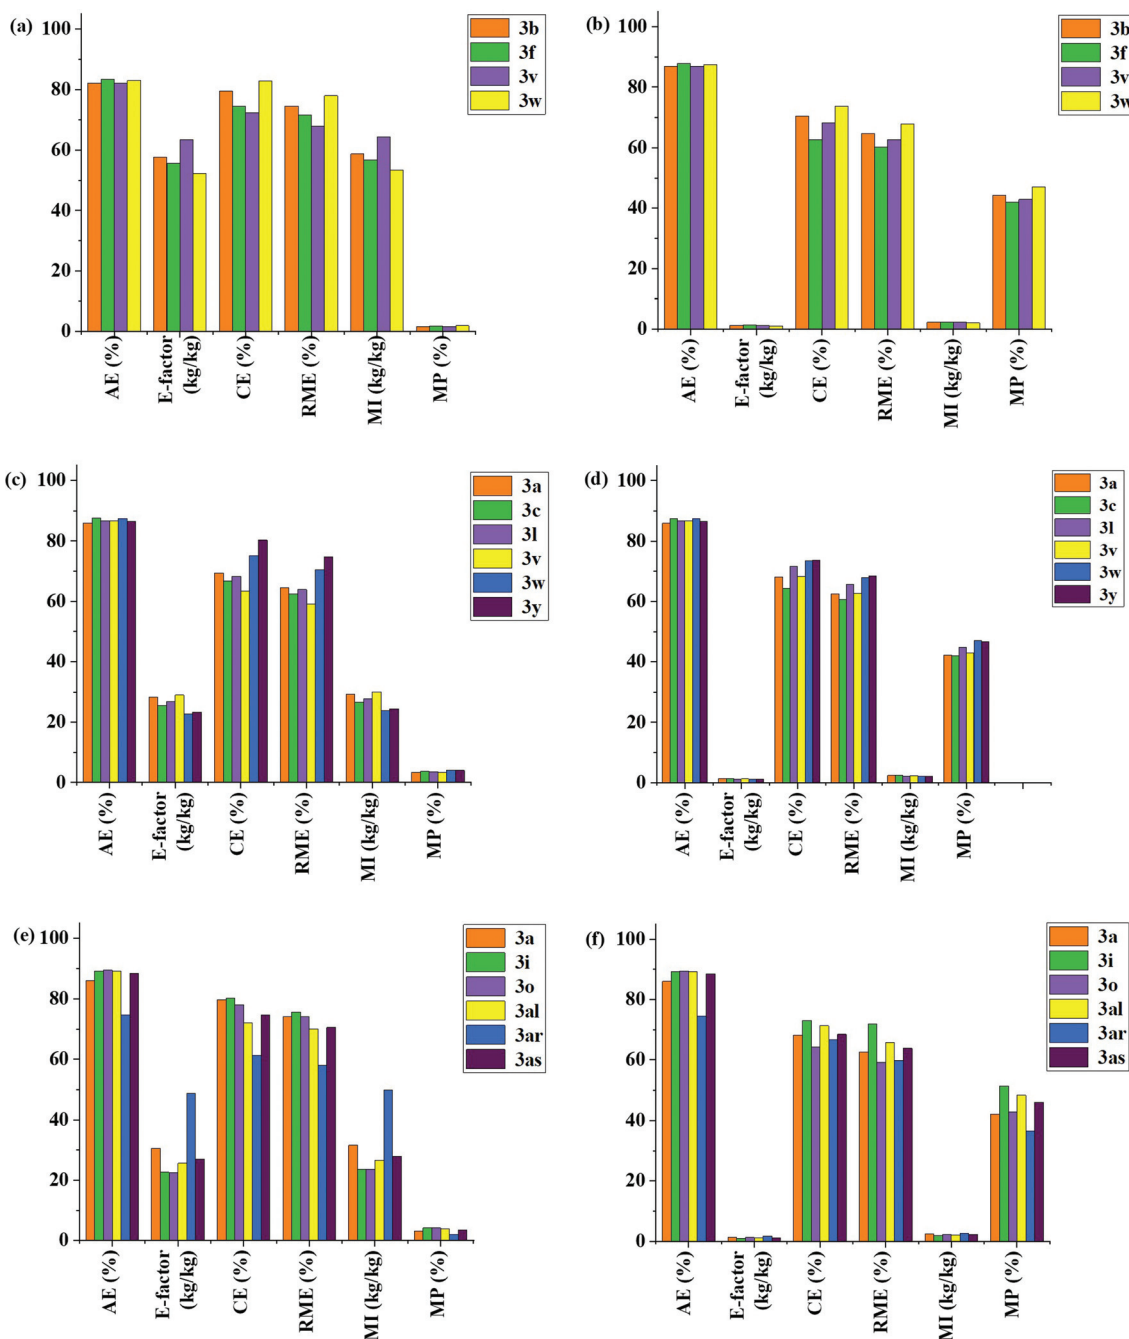 (a)
100
80
60
40
20
0
3b
3f
3v
3w
AE (%)
E-factor
(kg/kg)
CE (%)
RME (%)
MI (kg/kg)
MP (%)
(b)
100
80
60
40
20
0
3b
3f
3v
3w
AE (%)
E-factor
(kg/kg)
CE (%)
RME (%)
MI (kg/kg)
MP (%)
(c)
100
80
60
40
20
0
3a
3c
3l
3v
3w
3y
AE (%)
E-factor
(kg/kg)
CE (%)
RME (%)
MI (kg/kg)
MP (%)
(d)
100
80
60
40
20
0
3a
3c
3l
3v
3w
3y
AE (%)
E-factor
(kg/kg)
CE (%)
RME (%)
MI (kg/kg)
MP (%)
(e)
100
80
60
40
20
0
3a
3i
3o
3al
3ar
3as
AE (%)
E-factor
(kg/kg)
CE (%)
RME (%)
MI (kg/kg)
MP (%)
(f)
100
80
60
40
20
0
3a
3i
3o
3al
3ar
3as
AE (%)
E-factor
(kg/kg)
CE (%)
RME (%)
MI (kg/kg)
MP (%)